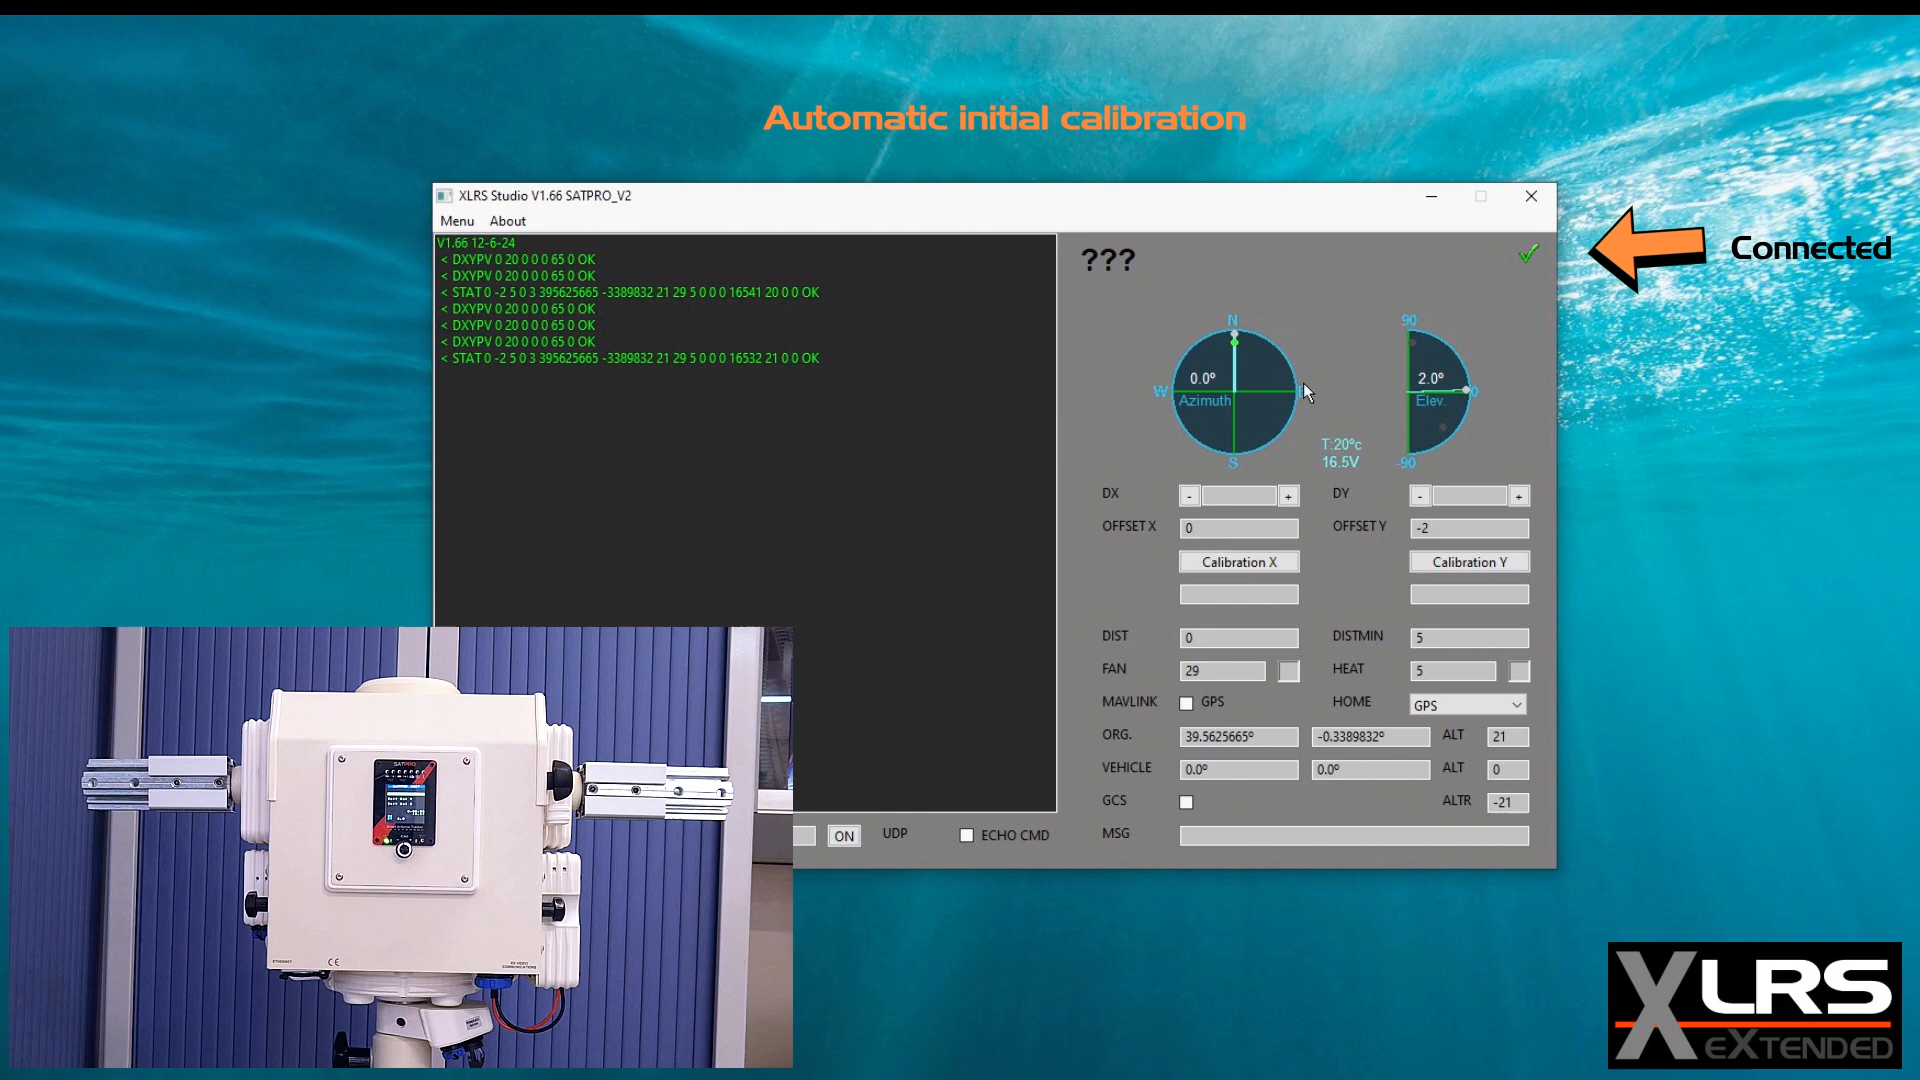 Automatic initial calibration
XLRS Studio V1.66 SATPRO_V2
Menu About
V1.66 12-6-24
< DXYPV 0 20 0 0 0 65 0 OK
< DXYPV 0 20 0 0 0 65 0 OK
< STAT 0 -2 5 0 3 395625665 -3389832 21 29 5 0 0 0 16541 20 0 0 OK
< DXYPV 0 20 0 0 0 65 0 OK
< DXYPV 0 20 0 0 0 65 0 OK
< DXYPV 0 20 0 0 0 65 0 OK
< STAT 0 -2 5 0 3 395625665 -3389832 21 29 5 0 0 0 16532 21 0 0 OK
???
Connected
N 90
0.0º 2.0º
W 0
Azimuth Elev.
T:20ºc
16.5V
S -90
DX - + DY - +
OFFSET X 0 OFFSET Y -2
Calibration X Calibration Y
DIST 0 DISTMIN 5
FAN 29 HEAT 5
MAVLINK GPS HOME GPS
ORG. 39.5625665º -0.3389832º ALT 21
VEHICLE 0.0º 0.0º ALT 0
GCS ALTR -21
ON UDP ECHO CMD MSG
SATPRO
ETHERNET CE
XLRS
EXTENDED